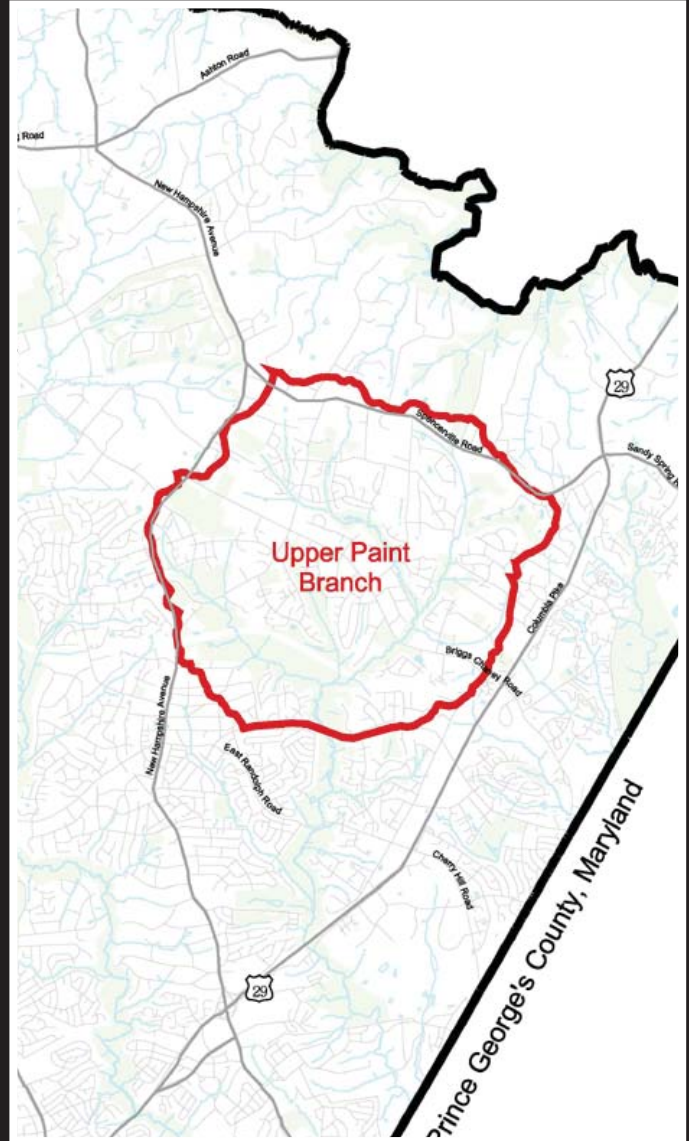 Ashton Road
Road
New Hampshire Avenue
29
Spencerville Road
Sandy Spring
Upper Paint
Branch
Columbia Pike
Briggs Chaney Road
New Hampshire Avenue
East Randolph Road
Cherry Hill Road
29
Prince George's County, Maryland